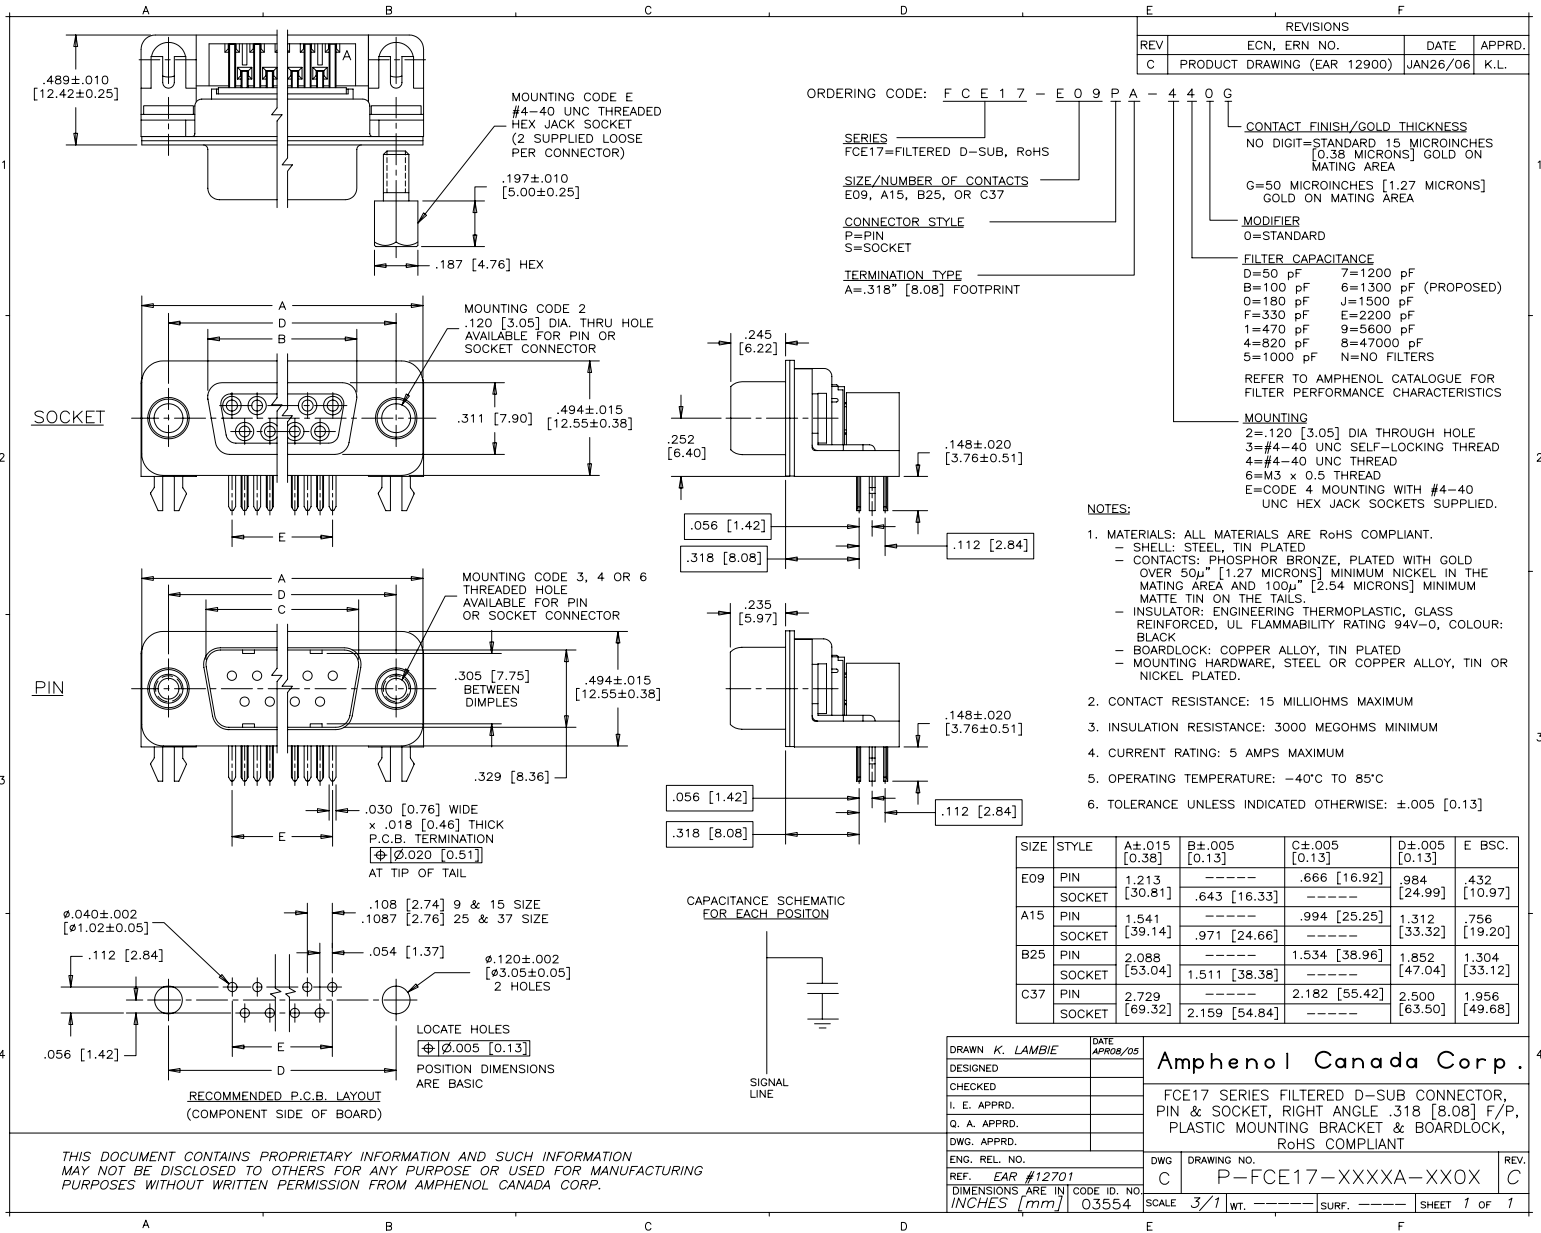 A B C D E F
REVISIONS
REV ECN, ERN NO. DATE APPRD.
C PRODUCT DRAWING (EAR 12900) JAN26/06 K.L.
A
.489±.010
[12.42±0.25]
MOUNTING CODE E
#4-40 UNC THREADED
HEX JACK SOCKET
(2 SUPPLIED LOOSE
PER CONNECTOR)
.197±.010
[5.00±0.25]
.187 [4.76] HEX
ORDERING CODE: F C E 1 7 - E 0 9 P A - 4 4 0 G
SERIES
FCE17=FILTERED D-SUB, RoHS
SIZE/NUMBER OF CONTACTS
E09, A15, B25, OR C37
CONNECTOR STYLE
P=PIN
S=SOCKET
TERMINATION TYPE
A=.318" [8.08] FOOTPRINT
CONTACT FINISH/GOLD THICKNESS
NO DIGIT=STANDARD 15 MICROINCHES
[0.38 MICRONS] GOLD ON
MATING AREA
G=50 MICROINCHES [1.27 MICRONS]
GOLD ON MATING AREA
MODIFIER
0=STANDARD
FILTER CAPACITANCE
D=50 pF 7=1200 pF
B=100 pF 6=1300 pF (PROPOSED)
0=180 pF J=1500 pF
F=330 pF E=2200 pF
1=470 pF 9=5600 pF
4=820 pF 8=47000 pF
5=1000 pF N=NO FILTERS
REFER TO AMPHENOL CATALOGUE FOR
FILTER PERFORMANCE CHARACTERISTICS
MOUNTING
2=.120 [3.05] DIA THROUGH HOLE
3=#4-40 UNC SELF-LOCKING THREAD
4=#4-40 UNC THREAD
6=M3 x 0.5 THREAD
E=CODE 4 MOUNTING WITH #4-40
UNC HEX JACK SOCKETS SUPPLIED.
1
1
A
D
B
MOUNTING CODE 2
.120 [3.05] DIA. THRU HOLE
AVAILABLE FOR PIN OR
SOCKET CONNECTOR
SOCKET
.311 [7.90]
.494±.015
[12.55±0.38]
E
.245
[6.22]
.252
[6.40]
.148±.020
[3.76±0.51]
.056 [1.42]
.318 [8.08]
.112 [2.84]
2
2
A
D
C
MOUNTING CODE 3, 4 OR 6
THREADED HOLE
AVAILABLE FOR PIN
OR SOCKET CONNECTOR
PIN
.305 [7.75]
BETWEEN
DIMPLES
.494±.015
[12.55±0.38]
.329 [8.36]
.030 [0.76] WIDE
x .018 [0.46] THICK
P.C.B. TERMINATION
⌖ Ø.020 [0.51]
AT TIP OF TAIL
E
.235
[5.97]
.148±.020
[3.76±0.51]
.056 [1.42]
.318 [8.08]
.112 [2.84]
3
3
NOTES:
1. MATERIALS: ALL MATERIALS ARE RoHS COMPLIANT.
- SHELL: STEEL, TIN PLATED
- CONTACTS: PHOSPHOR BRONZE, PLATED WITH GOLD
OVER 50µ" [1.27 MICRONS] MINIMUM NICKEL IN THE
MATING AREA AND 100µ" [2.54 MICRONS] MINIMUM
MATTE TIN ON THE TAILS.
- INSULATOR: ENGINEERING THERMOPLASTIC, GLASS
REINFORCED, UL FLAMMABILITY RATING 94V-0, COLOUR:
BLACK
- BOARDLOCK: COPPER ALLOY, TIN PLATED
- MOUNTING HARDWARE, STEEL OR COPPER ALLOY, TIN OR
NICKEL PLATED.
2. CONTACT RESISTANCE: 15 MILLIOHMS MAXIMUM
3. INSULATION RESISTANCE: 3000 MEGOHMS MINIMUM
4. CURRENT RATING: 5 AMPS MAXIMUM
5. OPERATING TEMPERATURE: -40°C TO 85°C
6. TOLERANCE UNLESS INDICATED OTHERWISE: ±.005 [0.13]
SIZE STYLE A±.015 [0.38] B±.005 [0.13] C±.005 [0.13] D±.005 [0.13] E BSC.
E09 PIN 1.213 [30.81] ----- .666 [16.92] .984 [24.99] .432 [10.97]
SOCKET .643 [16.33] -----
A15 PIN 1.541 [39.14] ----- .994 [25.25] 1.312 [33.32] .756 [19.20]
SOCKET .971 [24.66] -----
B25 PIN 2.088 [53.04] ----- 1.534 [38.96] 1.852 [47.04] 1.304 [33.12]
SOCKET 1.511 [38.38] -----
C37 PIN 2.729 [69.32] ----- 2.182 [55.42] 2.500 [63.50] 1.956 [49.68]
SOCKET 2.159 [54.84] -----
ø.040±.002
[ø1.02±0.05]
.108 [2.74] 9 & 15 SIZE
.1087 [2.76] 25 & 37 SIZE
.112 [2.84]
.054 [1.37]
ø.120±.002
[ø3.05±0.05]
2 HOLES
.056 [1.42]
E
D
LOCATE HOLES
⌖ Ø.005 [0.13]
POSITION DIMENSIONS
ARE BASIC
RECOMMENDED P.C.B. LAYOUT
(COMPONENT SIDE OF BOARD)
CAPACITANCE SCHEMATIC
FOR EACH POSITON
SIGNAL
LINE
4
4
THIS DOCUMENT CONTAINS PROPRIETARY INFORMATION AND SUCH INFORMATION
MAY NOT BE DISCLOSED TO OTHERS FOR ANY PURPOSE OR USED FOR MANUFACTURING
PURPOSES WITHOUT WRITTEN PERMISSION FROM AMPHENOL CANADA CORP.
DRAWN K. LAMBIE DATE APR08/05
DESIGNED
CHECKED
I. E. APPRD.
Q. A. APPRD.
DWG. APPRD.
ENG. REL. NO.
REF. EAR #12701
DIMENSIONS ARE IN INCHES [mm]
CODE ID. NO. 03554
Amphenol Canada Corp.
FCE17 SERIES FILTERED D-SUB CONNECTOR,
PIN & SOCKET, RIGHT ANGLE .318 [8.08] F/P,
PLASTIC MOUNTING BRACKET & BOARDLOCK,
RoHS COMPLIANT
DWG C DRAWING NO. P-FCE17-XXXXA-XX0X REV. C
SCALE 3/1 WT. ----- SURF. ---- SHEET 1 OF 1
A B C D E F